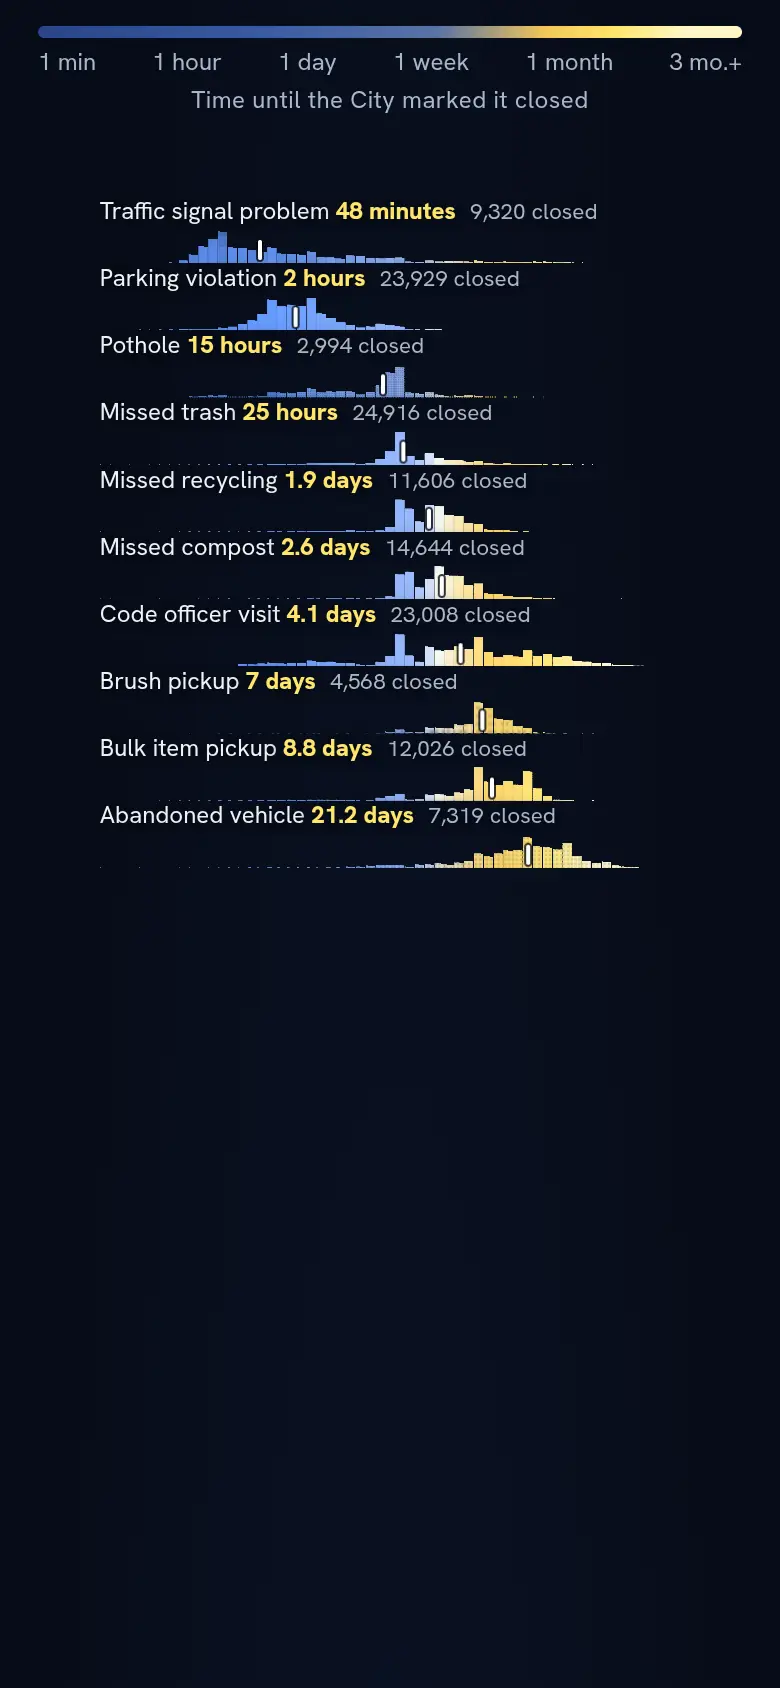 1 min 1 hour 1 day 1 week 1 month 3 mo.+
Time until the City marked it closed
Traffic signal problem 48 minutes 9,320 closed
Parking violation 2 hours 23,929 closed
Pothole 15 hours 2,994 closed
Missed trash 25 hours 24,916 closed
Missed recycling 1.9 days 11,606 closed
Missed compost 2.6 days 14,644 closed
Code officer visit 4.1 days 23,008 closed
Brush pickup 7 days 4,568 closed
Bulk item pickup 8.8 days 12,026 closed
Abandoned vehicle 21.2 days 7,319 closed